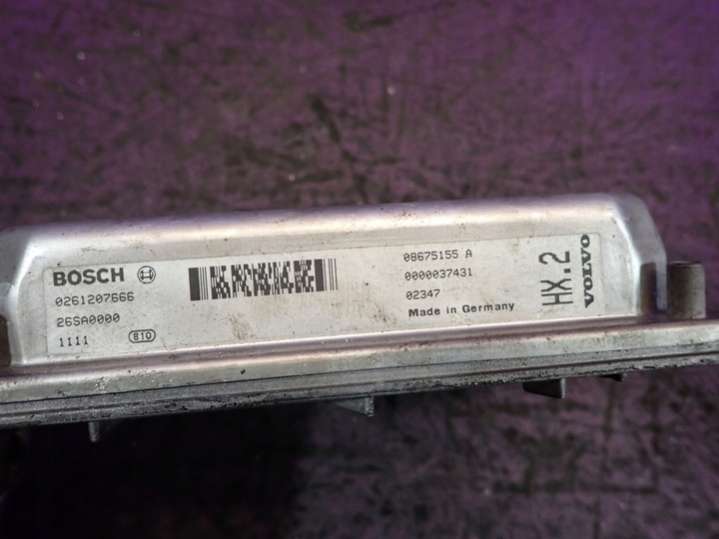 BOSCH
0261207666
26SA0000
1111
810
08675155 A
0000037431
02347
Made in Germany
HX.2
VOLVO